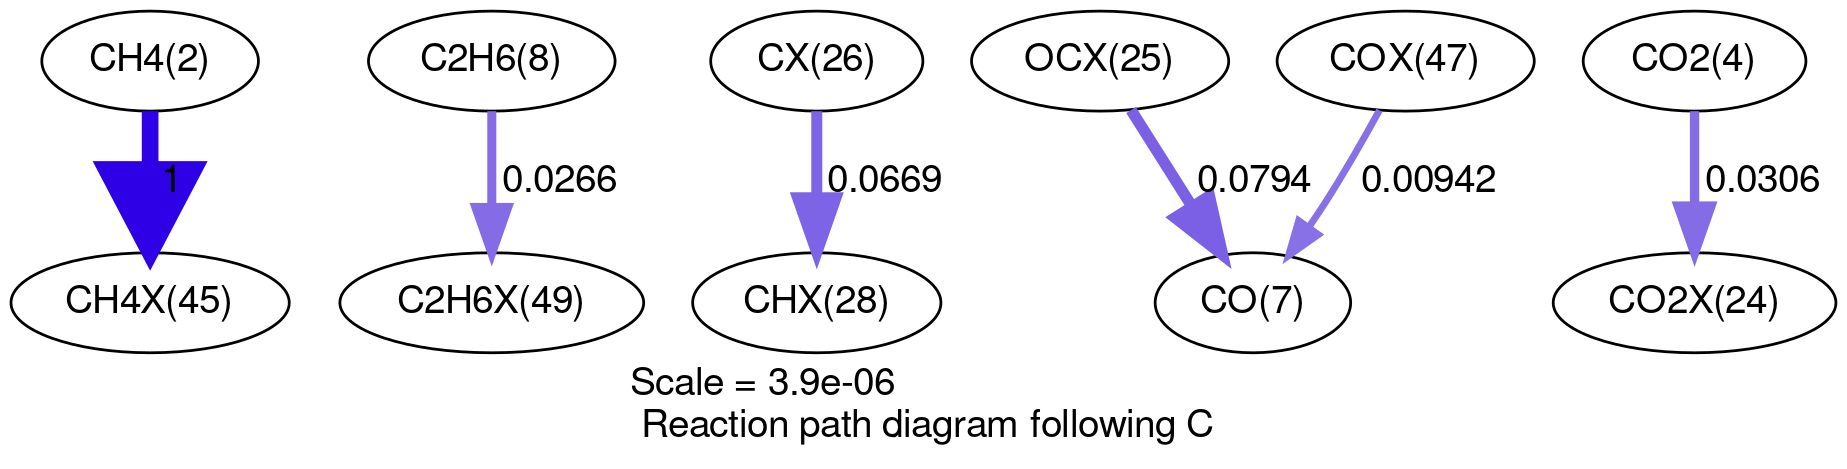 CH4(2)
C2H6(8)
CX(26)
OCX(25)
COX(47)
CO2(4)
1
0.0266
0.0669
0.0794
0.00942
0.0306
CH4X(45)
C2H6X(49)
CHX(28)
CO(7)
CO2X(24)
Scale = 3.9e-06
Reaction path diagram following C